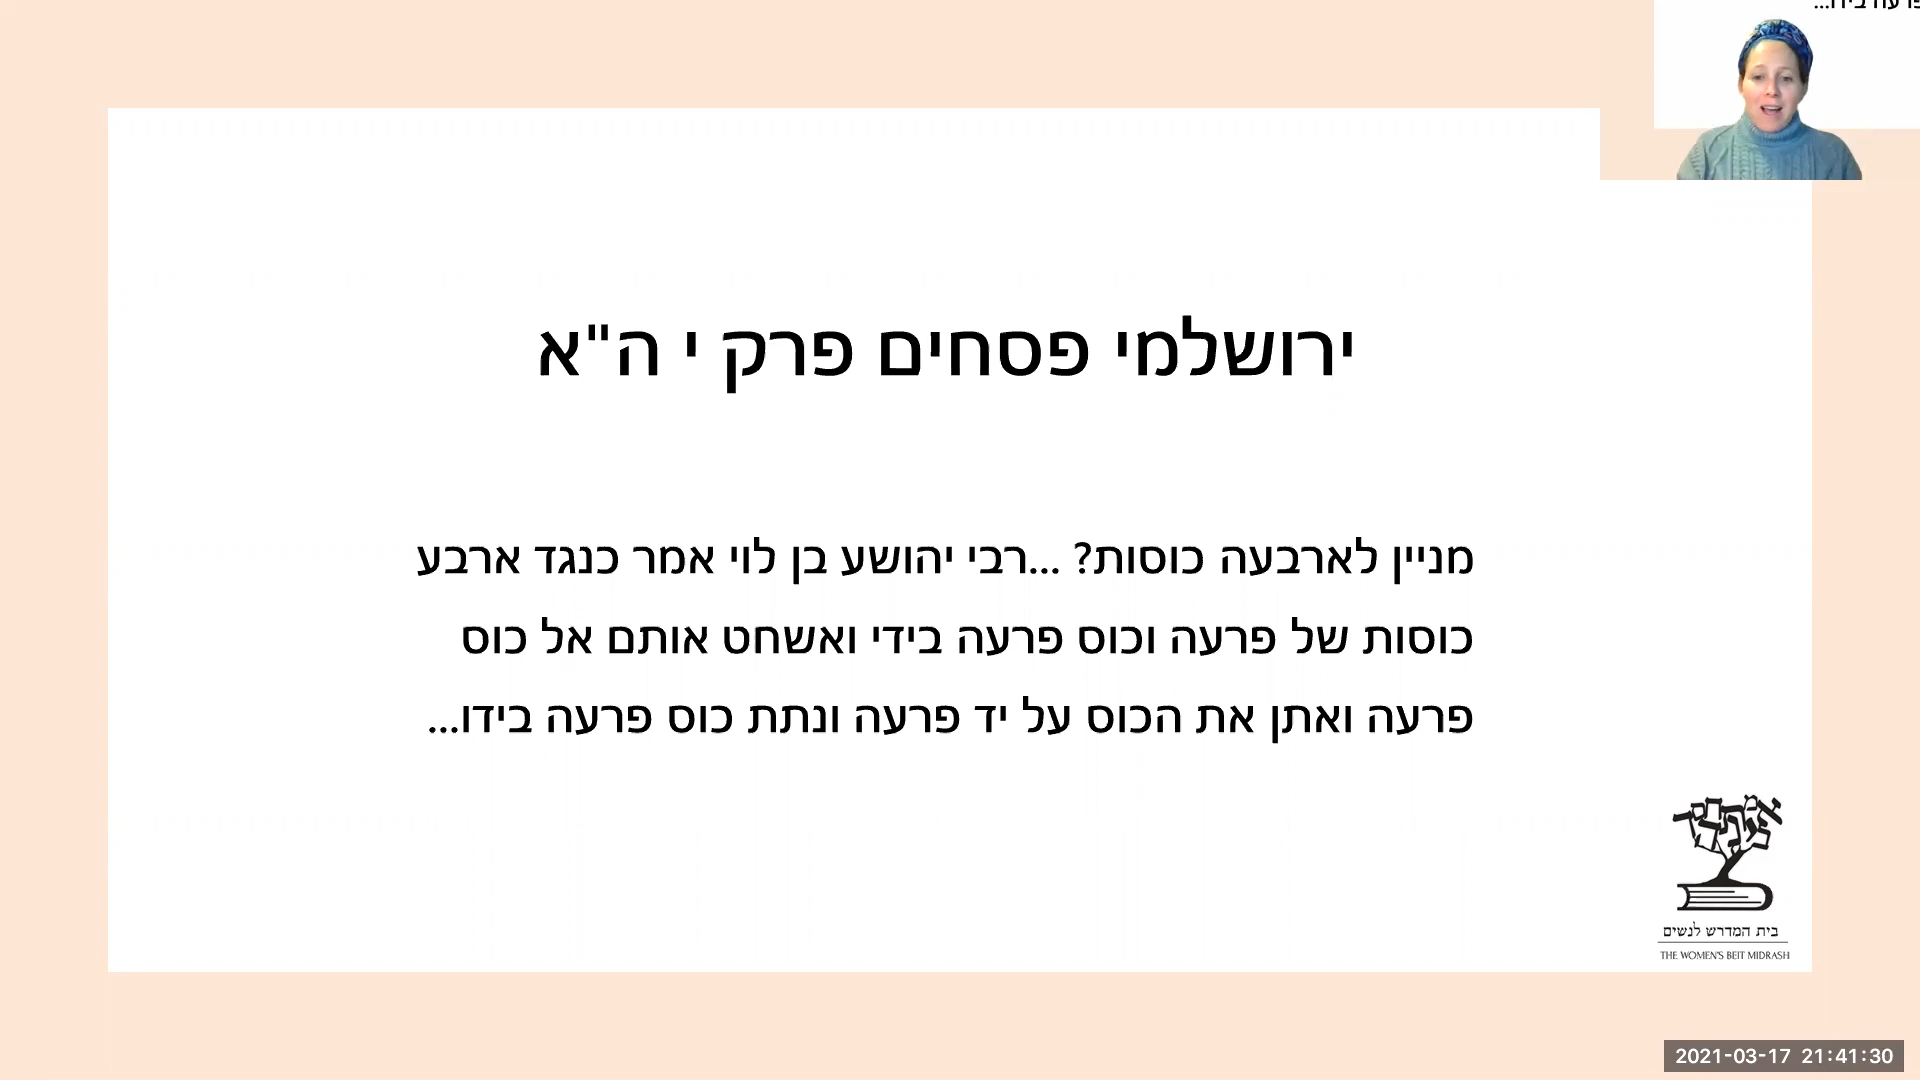 פרעה בידו...
ירושלמי פסחים פרק י ה"א
מניין לארבעה כוסות? ...רבי יהושע בן לוי אמר כנגד ארבע
כוסות של פרעה וכוס פרעה בידי ואשחט אותם אל כוס
פרעה ואתן את הכוס על יד פרעה ונתת כוס פרעה בידו...
בית המדרש לנשים
THE WOMEN'S BEIT MIDRASH
2021-03-17 21:41:30